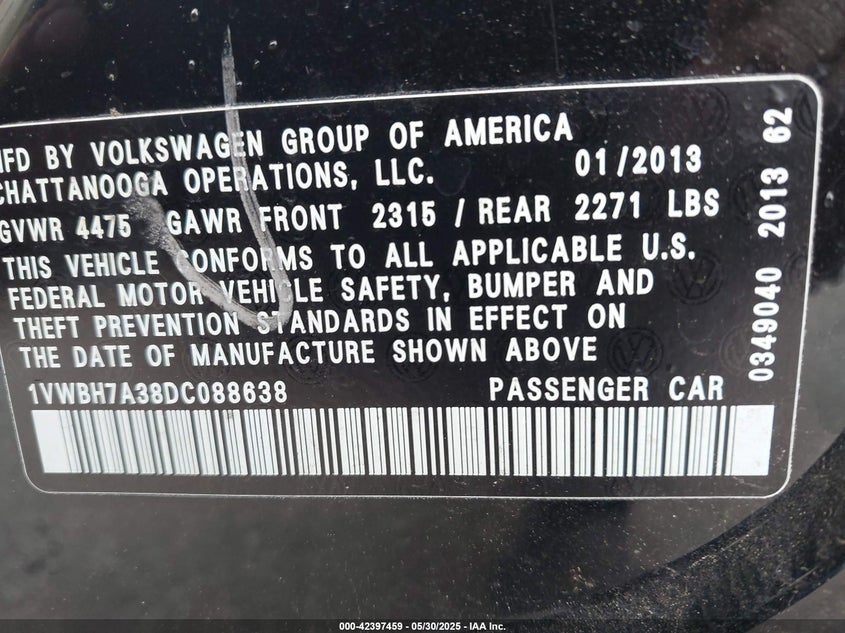 MFD BY VOLKSWAGEN GROUP OF AMERICA
CHATTANOOGA OPERATIONS, LLC. 01/2013
GVWR 4475 GAWR FRONT 2315 / REAR 2271 LBS
THIS VEHICLE CONFORMS TO ALL APPLICABLE U.S.
FEDERAL MOTOR VEHICLE SAFETY, BUMPER AND
THEFT PREVENTION STANDARDS IN EFFECT ON
THE DATE OF MANUFACTURE SHOWN ABOVE
1VWBH7A38DC088638 PASSENGER CAR
0349040 2013 62
000-42397459 — 05/30/2025 — IAA Inc.